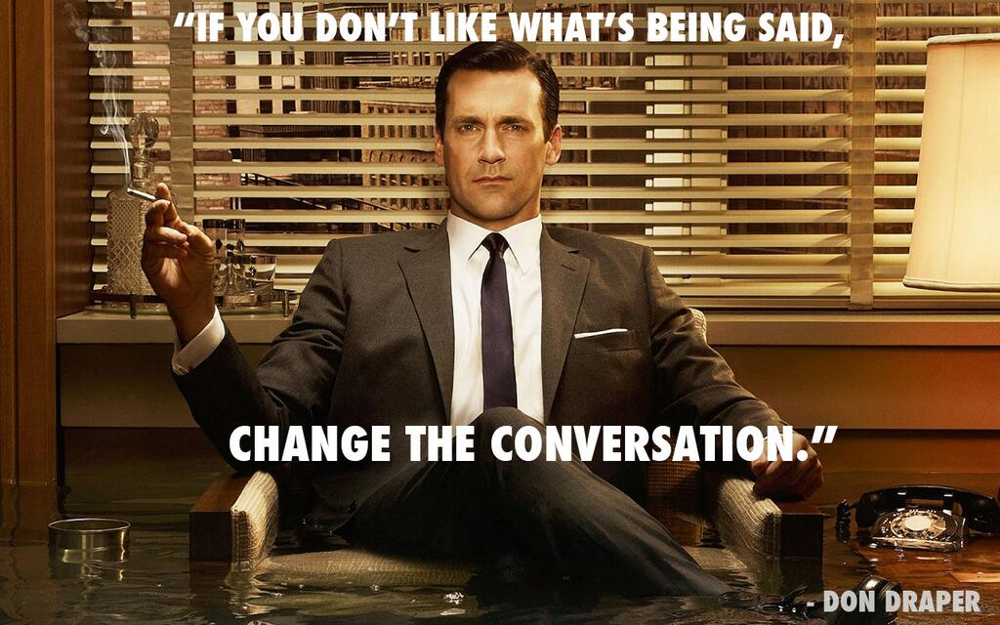 “IF YOU DON’T LIKE WHAT’S BEING SAID,
CHANGE THE CONVERSATION.”
- DON DRAPER